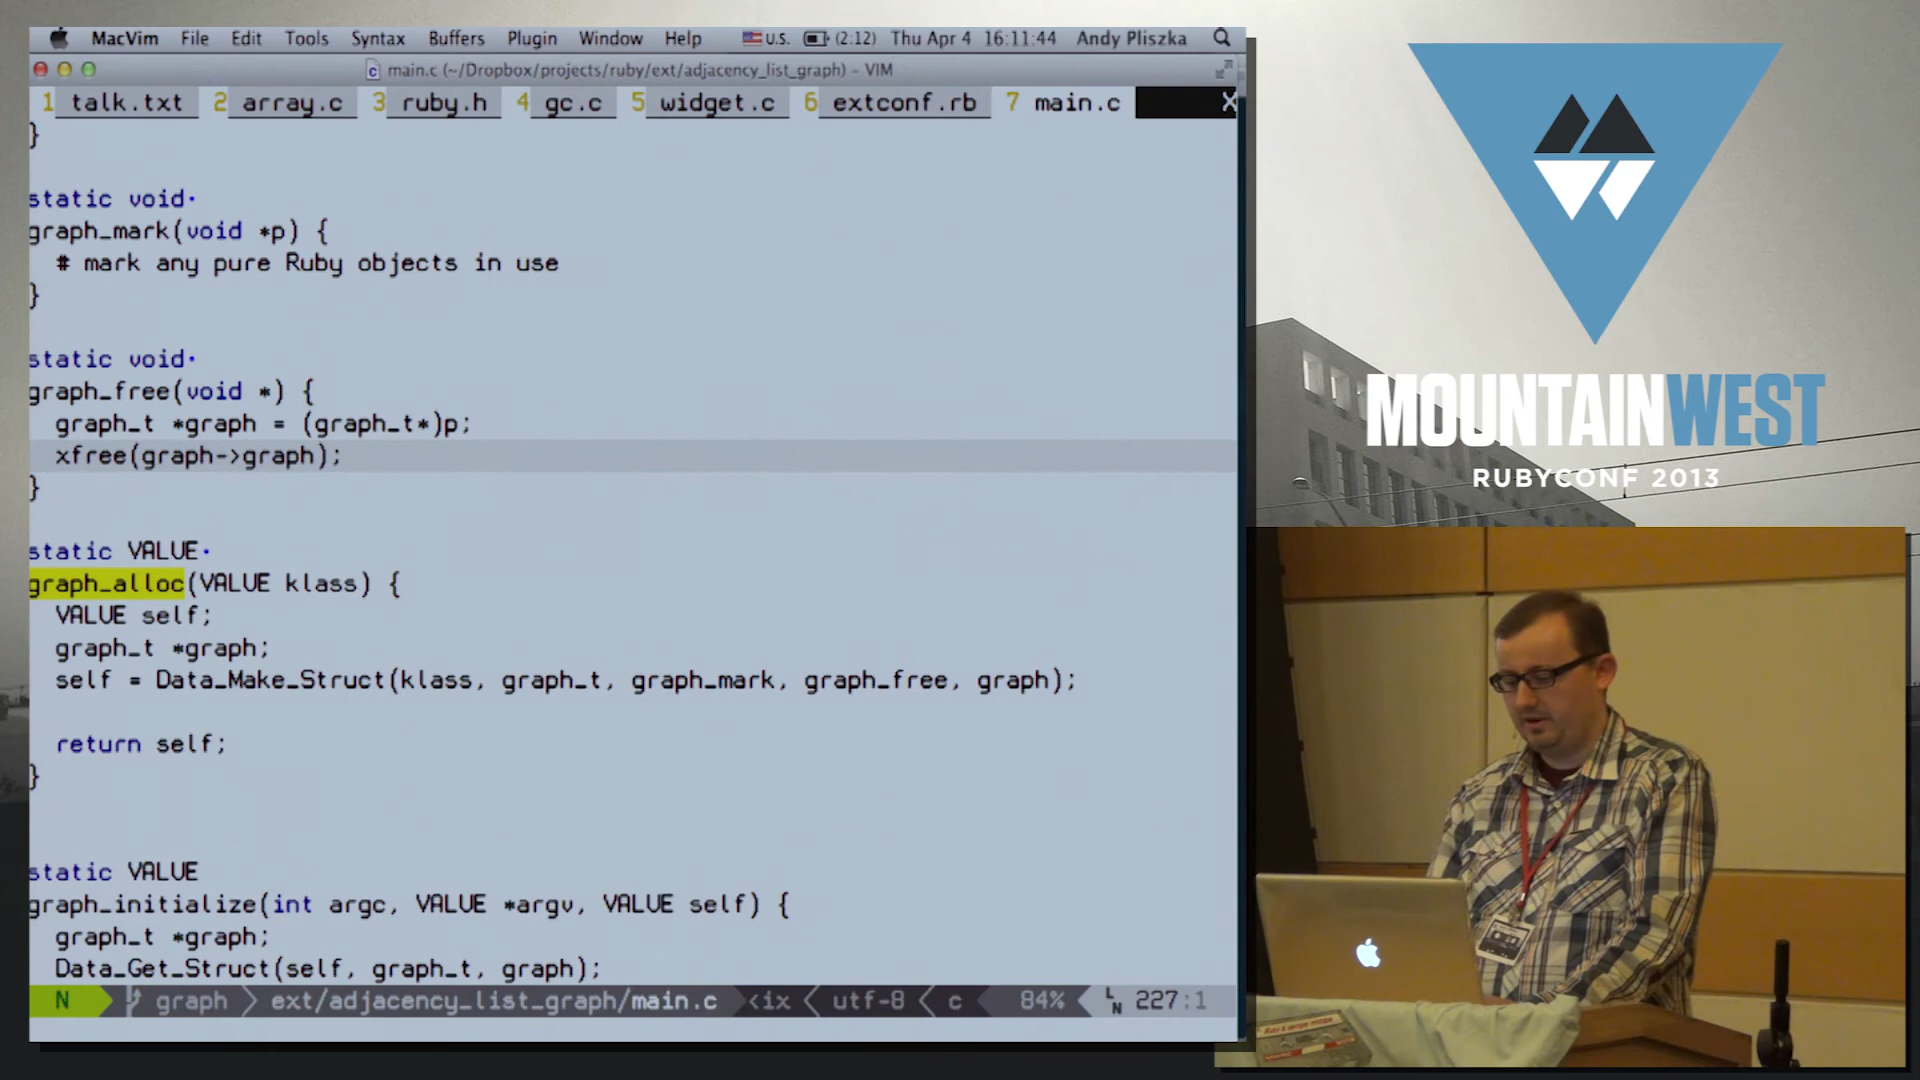 MacVim File Edit Tools Syntax Buffers Plugin Window Help U.S. (2:12) Thu Apr 4 16:11:44 Andy Pliszka
main.c (~/Dropbox/projects/ruby/ext/adjacency_list_graph) - VIM
1 talk.txt 2 array.c 3 ruby.h 4 gc.c 5 widget.c 6 extconf.rb 7 main.c X
}
static void·
graph_mark(void *p) {
# mark any pure Ruby objects in use
}
static void·
graph_free(void *) {
graph_t *graph = (graph_t*)p;
xfree(graph->graph);
}
static VALUE·
graph_alloc(VALUE klass) {
VALUE self;
graph_t *graph;
self = Data_Make_Struct(klass, graph_t, graph_mark, graph_free, graph);
return self;
}
static VALUE
graph_initialize(int argc, VALUE *argv, VALUE self) {
graph_t *graph;
Data_Get_Struct(self, graph_t, graph);
N graph ext/adjacency_list_graph/main.c <ix utf-8 c 84% LN 227:1
MOUNTAINWEST
RUBYCONF 2013